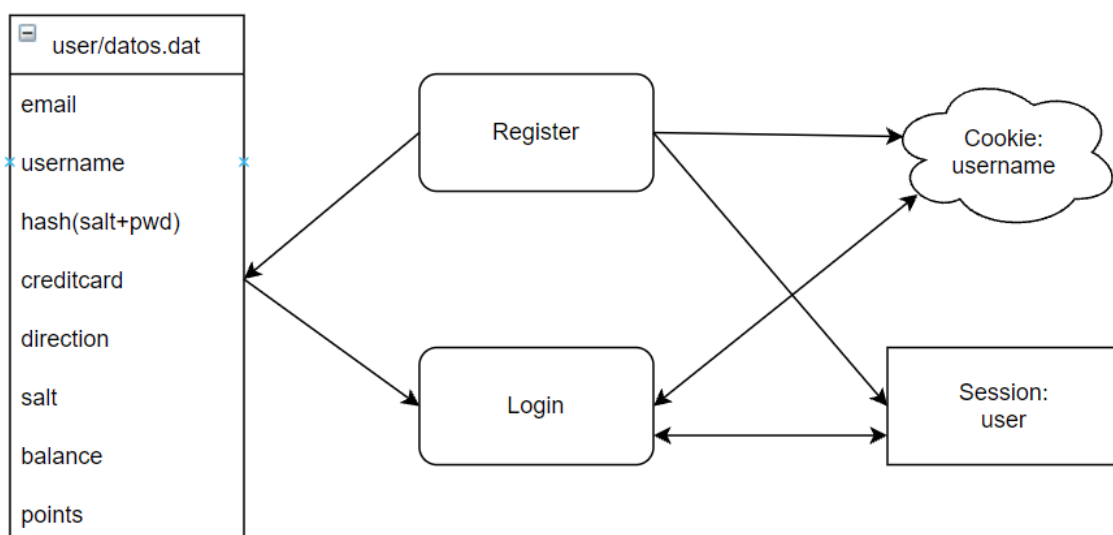 user/datos.dat
email
username
hash(salt+pwd)
creditcard
direction
salt
balance
points
Register
Login
Cookie:
username
Session:
user